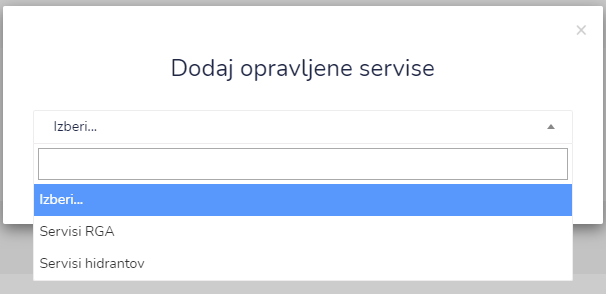 ×
Dodaj opravljene servise
Izberi...
Izberi...
Servisi RGA
Servisi hidrantov